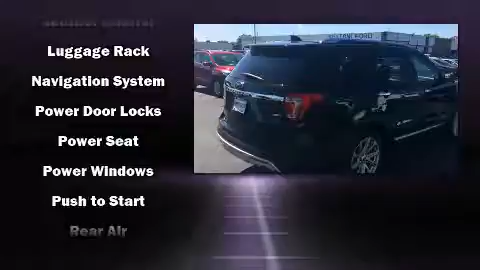 Luggage Rack
Navigation System
Power Door Locks
Power Seat
Power Windows
Push to Start
Rear Air